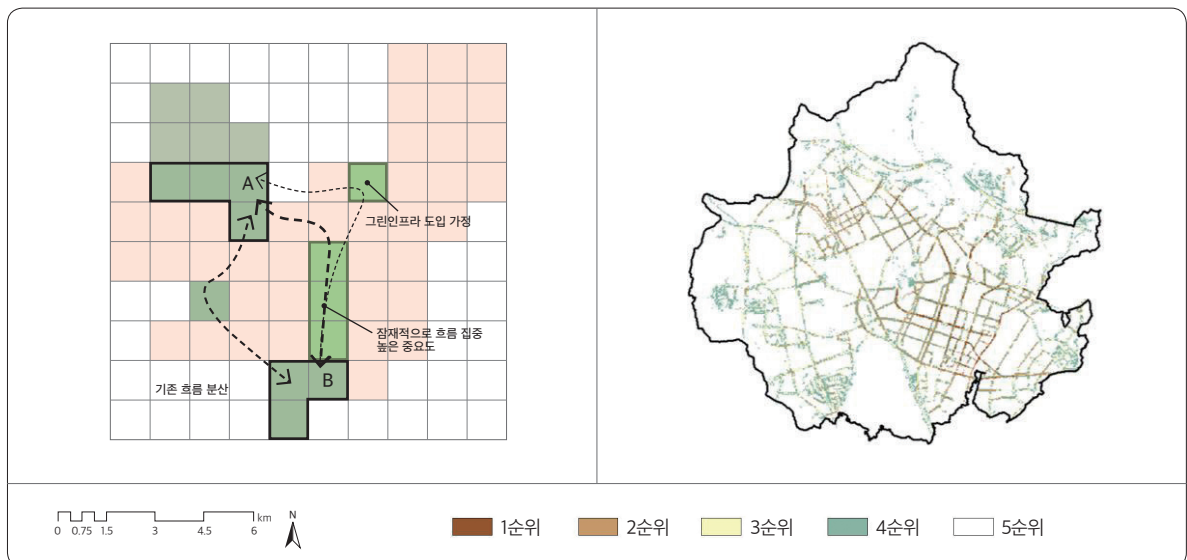 A
그린인프라 도입 가정
잠재적으로 흐름 집중
높은 중요도
B
기존 흐름 분산
0 0.75 1.5 3 4.5 6 km
N
1순위 2순위 3순위 4순위 5순위